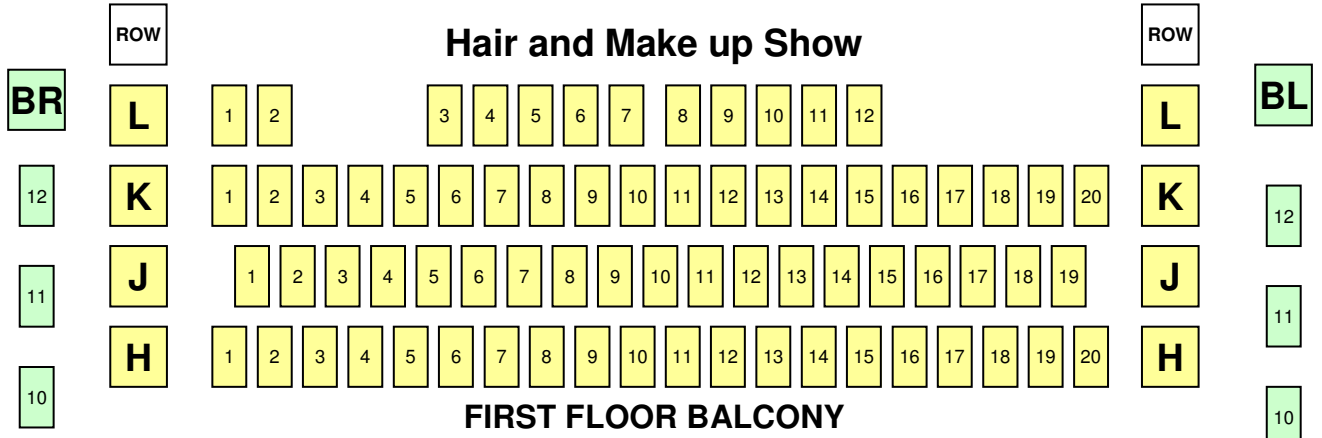 ROW Hair and Make up Show ROW
BR L 1 2 3 4 5 6 7 8 9 10 11 12 L BL
12 K 1 2 3 4 5 6 7 8 9 10 11 12 13 14 15 16 17 18 19 20 K 12
11 J 1 2 3 4 5 6 7 8 9 10 11 12 13 14 15 16 17 18 19 J 11
H 1 2 3 4 5 6 7 8 9 10 11 12 13 14 15 16 17 18 19 20 H
10 FIRST FLOOR BALCONY 10